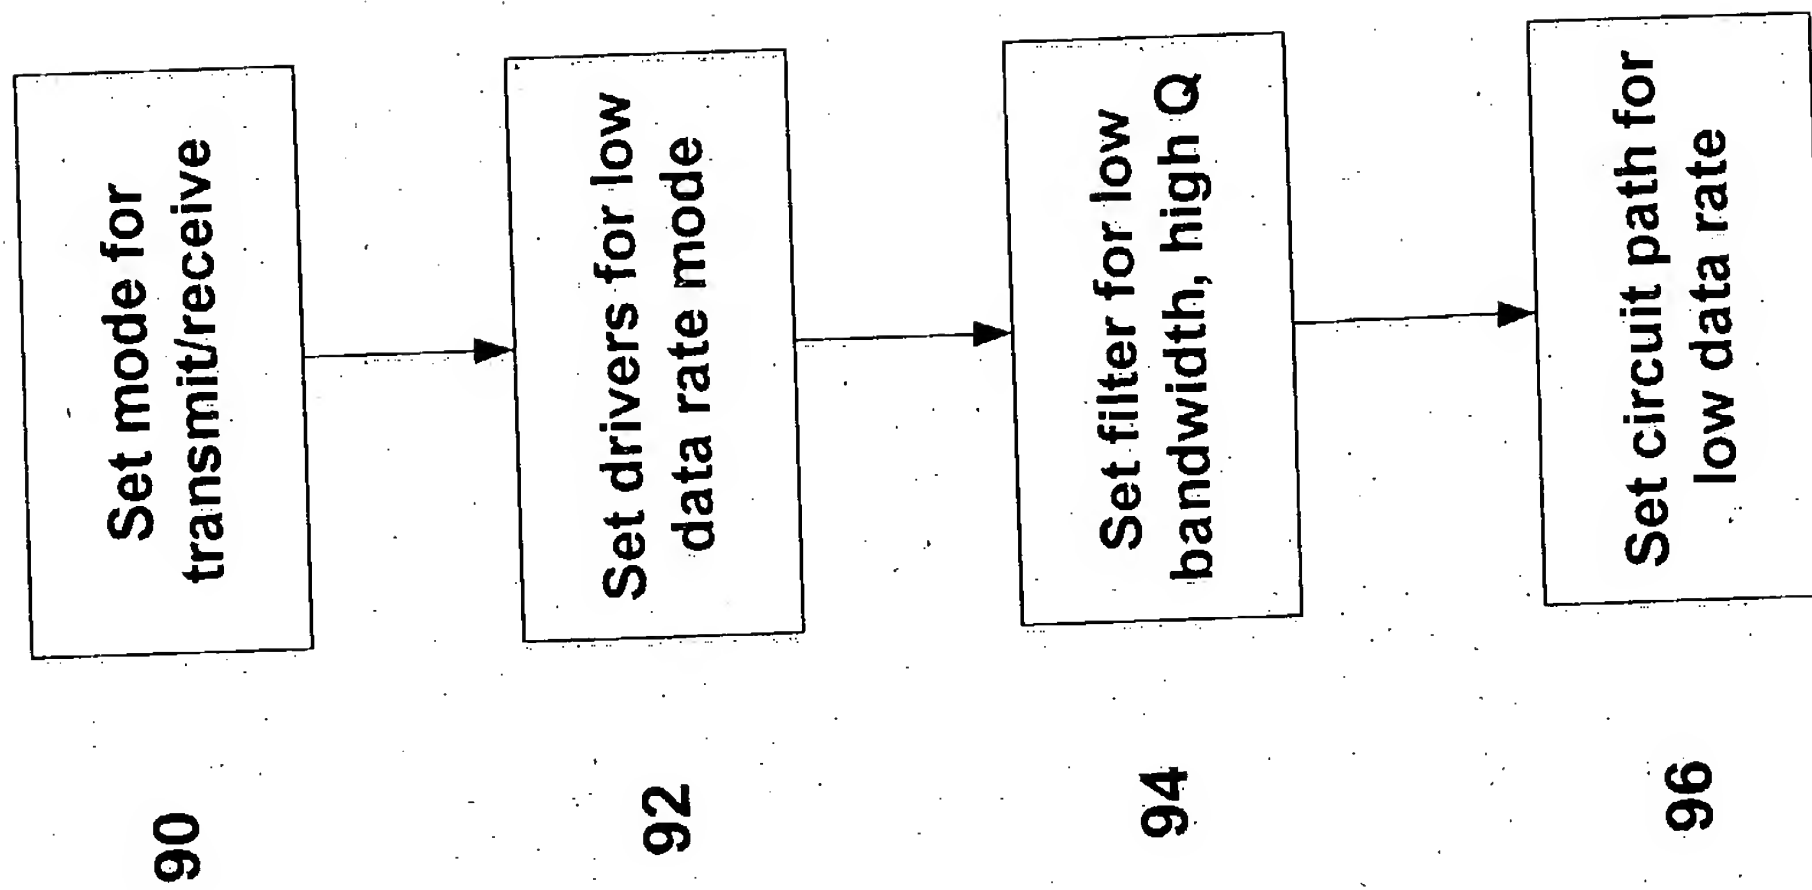 90
Set mode for
transmit/receive
92
Set drivers for low
data rate mode
94
Set filter for low
bandwidth, high Q
96
Set circuit path for
low data rate